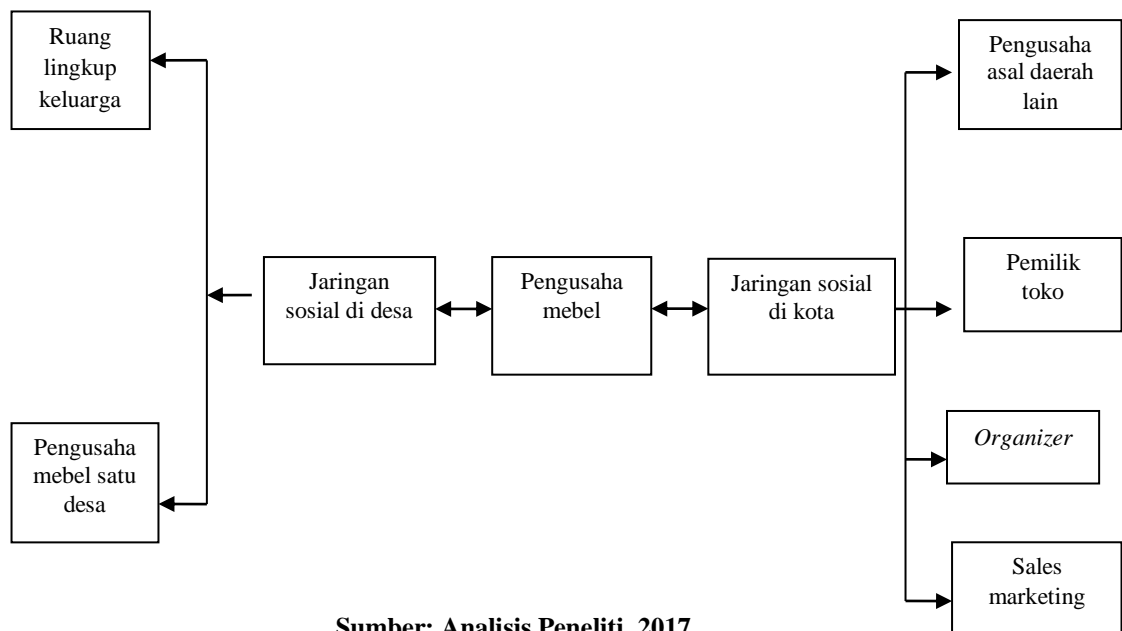 Ruang
lingkup
keluarga
Pengusaha
mebel satu
desa
Jaringan
sosial di desa
Pengusaha
mebel
Jaringan sosial
di kota
Pengusaha
asal daerah
lain
Pemilik
toko
Organizer
Sales
marketing
Sumber: Analisis Peneliti, 2017